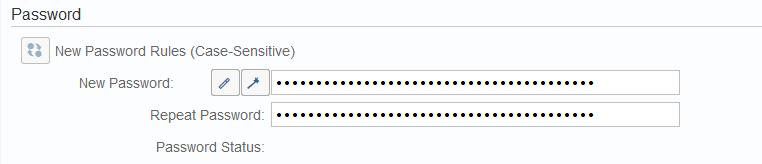 Password
New Password Rules (Case-Sensitive)
New Password: ••••••••••••••••••••••••••••••••••••••••
Repeat Password: ••••••••••••••••••••••••••••••••••••••••
Password Status: